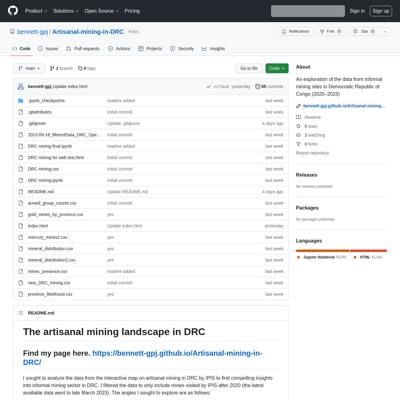 Product Solutions Open Source Pricing Sign in Sign up
bennett-gpj / Artisanal-mining-in-DRC Public Notifications Fork 0 Star 0
Code Issues Pull requests Actions Projects Security Insights
main 1 branch 0 tags Go to file Code
bennett-gpj Update index.html yesterday 55 commits
.ipynb_checkpoints readme added last week
.gitattributes initial commit last week
.gitignore Update .gitignore 4 days ago
2023-06-16_filteredData_DRC_Ope... initial commit last week
DRC mining final.ipynb readme added last week
DRC mining for web test.html readme added last week
DRC mining.csv initial commit last week
DRC mining.ipynb initial commit last week
README.md Update README.md 4 days ago
armed_group_counts.csv initial commit last week
gold_mines_by_province.csv yes last week
index.html Update index.html yesterday
mercury_mines2.csv yes last week
mineral_distribution.csv yes last week
mineral_distribution2.csv yes last week
mines_presence.csv readme added last week
new_DRC_mining.csv initial commit last week
province_likelihood.csv yes last week
README.md
The artisanal mining landscape in DRC
Find my page here. https://bennett-gpj.github.io/Artisanal-mining-in-
DRC/
I sought to analyze the data from the interactive map on artisanal mining in DRC by IPIS to find compelling insights
into informal mining sector in DRC. I filtered the data to only include mines visited by IPIS after 2020 (the latest
available data went to late March 2023). The angles I sought to explore are as follows:
About
An exploration of the data from informal
mining sites in Democratic Republic of
Congo (2020–2023)
bennett-gpj.github.io/Artisanal-mining...
Readme
0 stars
2 watching
0 forks
Report repository
Releases
No releases published
Packages
No packages published
Languages
Jupyter Notebook HTML